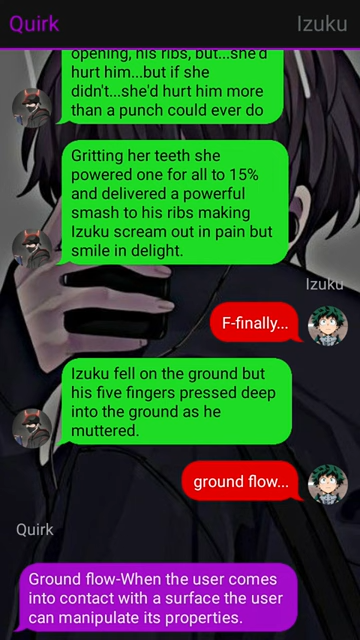 Quirk Izuku
opening, his ribs, but...she'd
hurt him...but if she
didn't...she'd hurt him more
than a punch could ever do
Gritting her teeth she
powered one for all to 15%
and delivered a powerful
smash to his ribs making
Izuku scream out in pain but
smile in delight.
Izuku
F-finally...
Izuku fell on the ground but
his five fingers pressed deep
into the ground as he
muttered.
ground flow...
Quirk
Ground flow-When the user comes
into contact with a surface the user
can manipulate its properties.